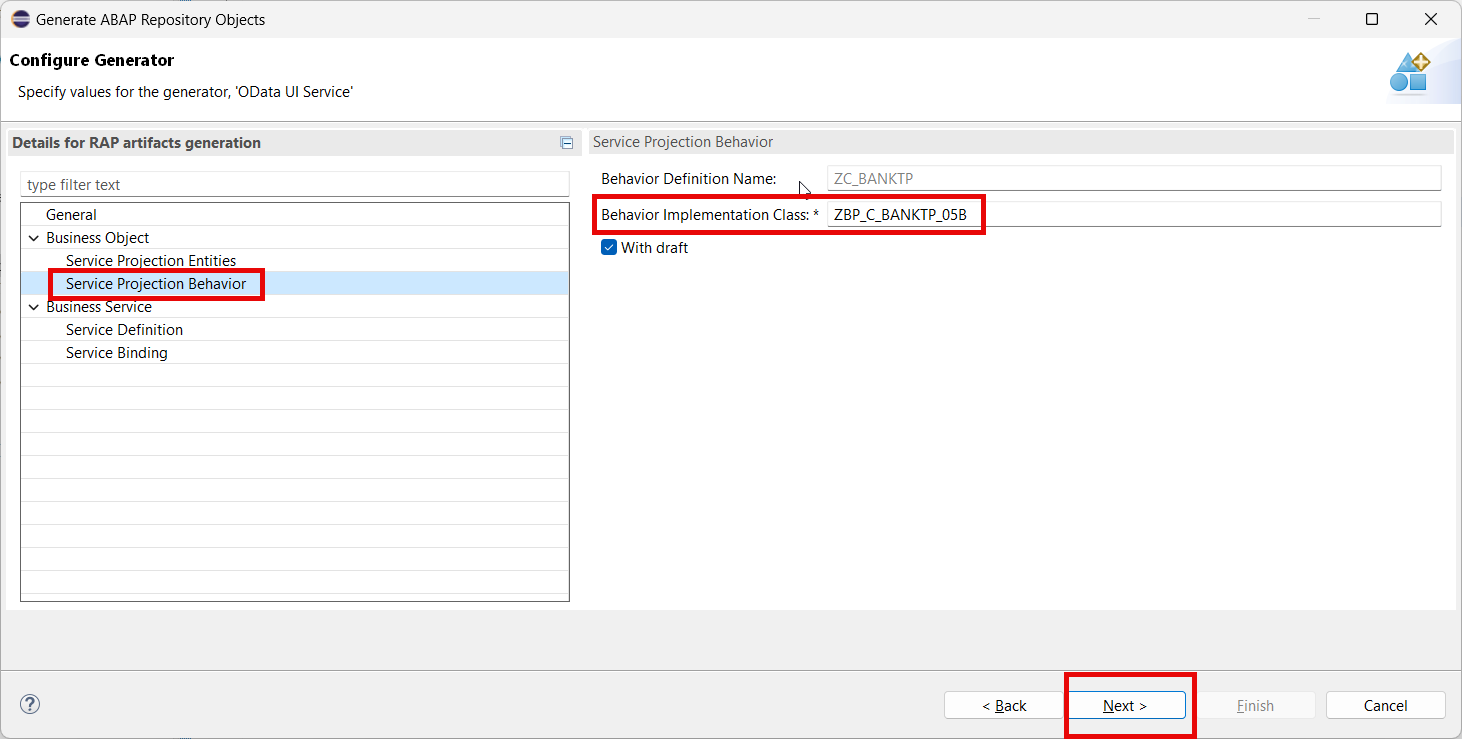 Generate ABAP Repository Objects
Configure Generator
Specify values for the generator, 'OData UI Service'
Details for RAP artifacts generation
type filter text
General
Business Object
Service Projection Entities
Service Projection Behavior
Business Service
Service Definition
Service Binding
Service Projection Behavior
Behavior Definition Name: ZC_BANKTP
Behavior Implementation Class: * ZBP_C_BANKTP_05B
With draft
? < Back Next > Finish Cancel